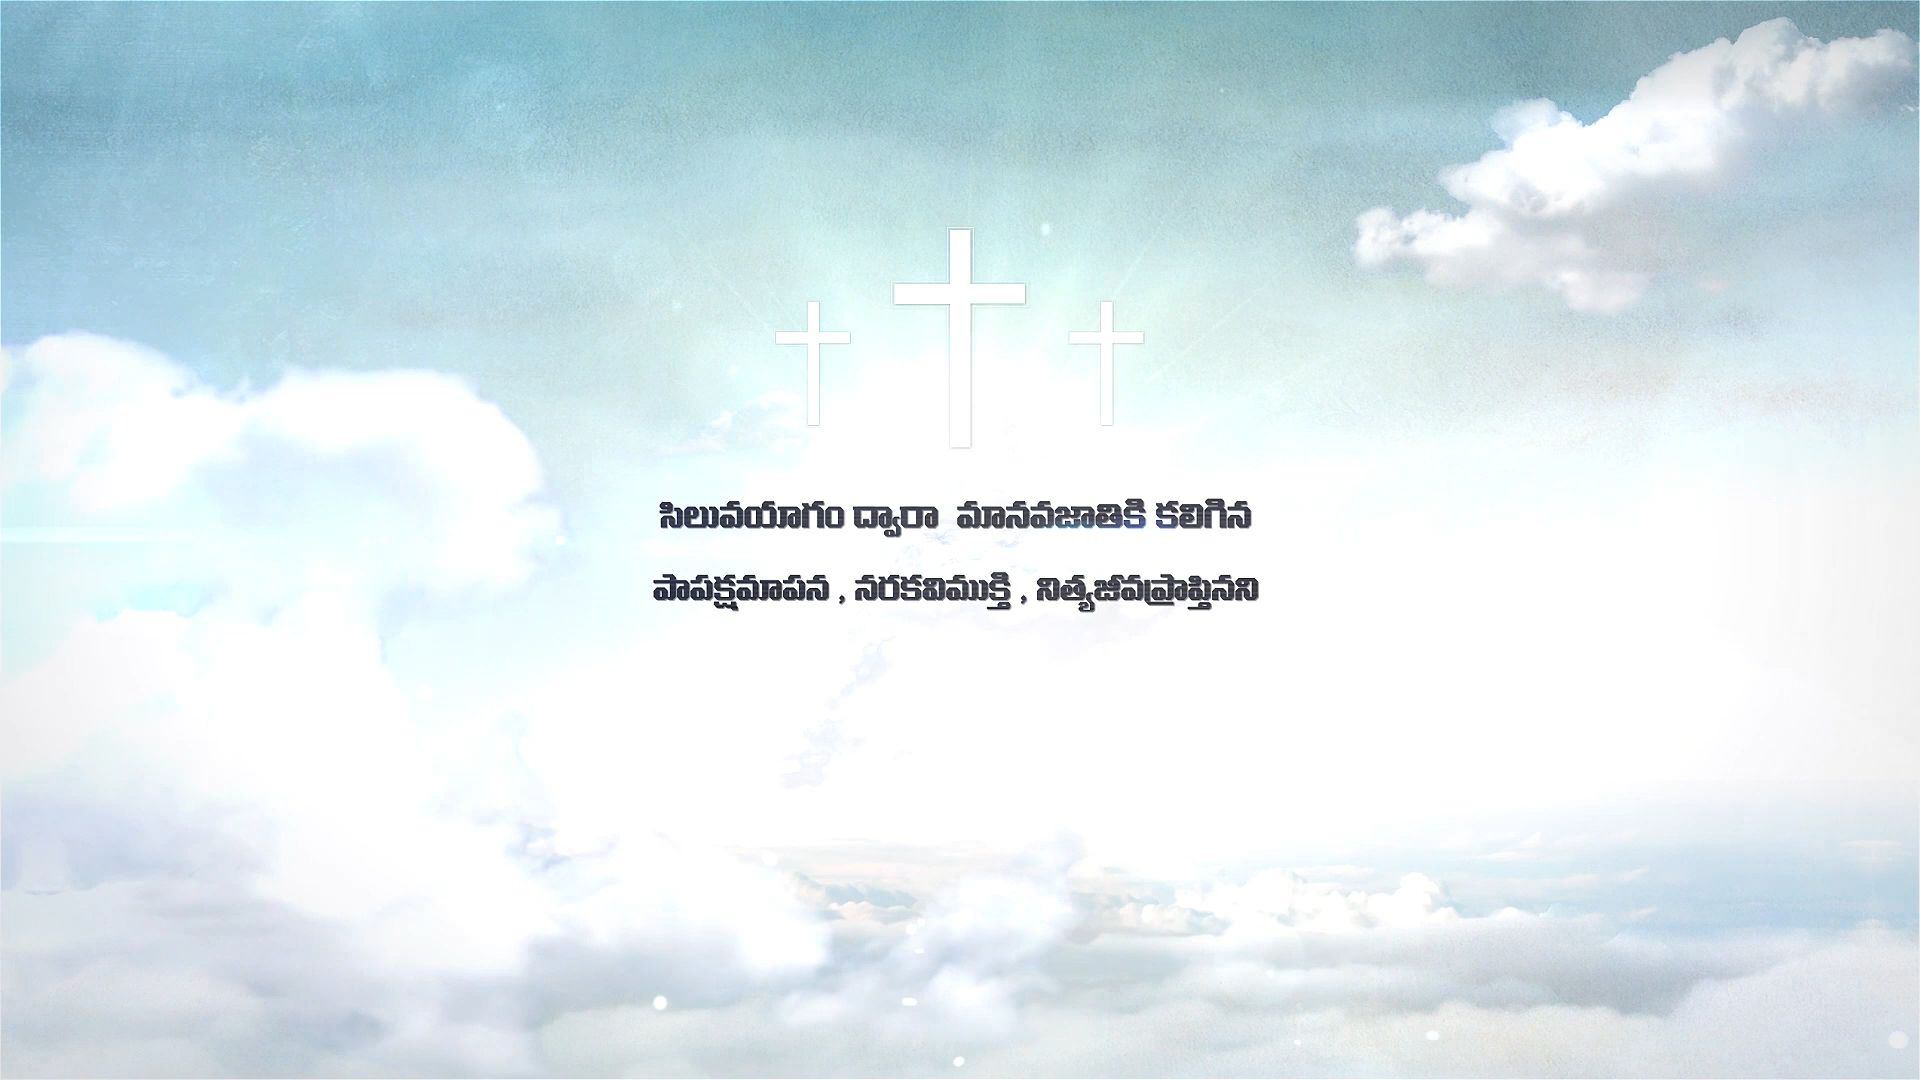 సిలువయాగం ద్వారా మానవజాతికి కలిగిన
పాపక్షమాపన , నరకవిముక్తి , నిత్యజీవప్రాప్తినని